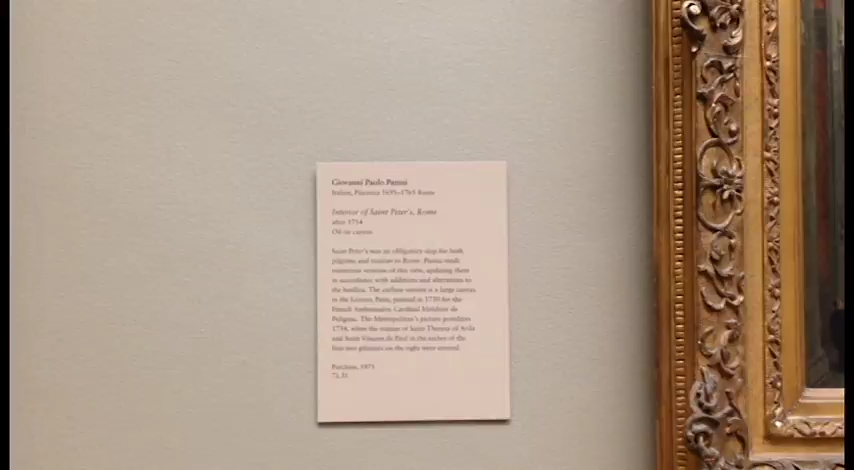 Giovanni Paolo Panini
Italian, Piacenza 1691–1765 Rome
Interior of Saint Peter's, Rome
after 1754
Oil on canvas
Saint Peter's was an obligatory stop for both
pilgrims and tourists to Rome. Panini made
numerous versions of this view, updating them
in accordance with additions and alterations to
the basilica. The earliest version is a large canvas
in the Louvre, Paris, painted in 1730 for the
French Ambassador Cardinal Melchior de
Polignac. The Metropolitan's picture postdates
1754, when the statues of Saint Theresa of Avila
and Saint Vincent de Paul in the niches of the
first two pilasters on the right were erected.
Purchase, 1971
71.31